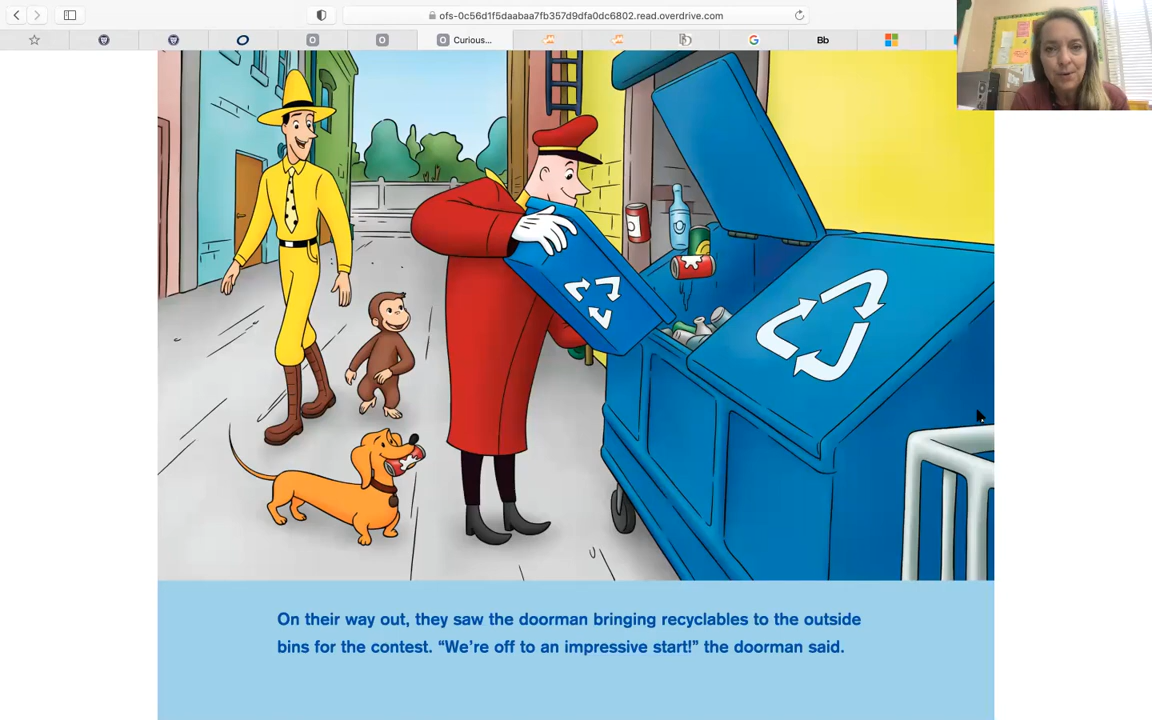 ofs-0c56d1f5daabaa7fb357d9dfa0dc6802.read.overdrive.com
Curious...
Bb
On their way out, they saw the doorman bringing recyclables to the outside
bins for the contest. “We’re off to an impressive start!” the doorman said.